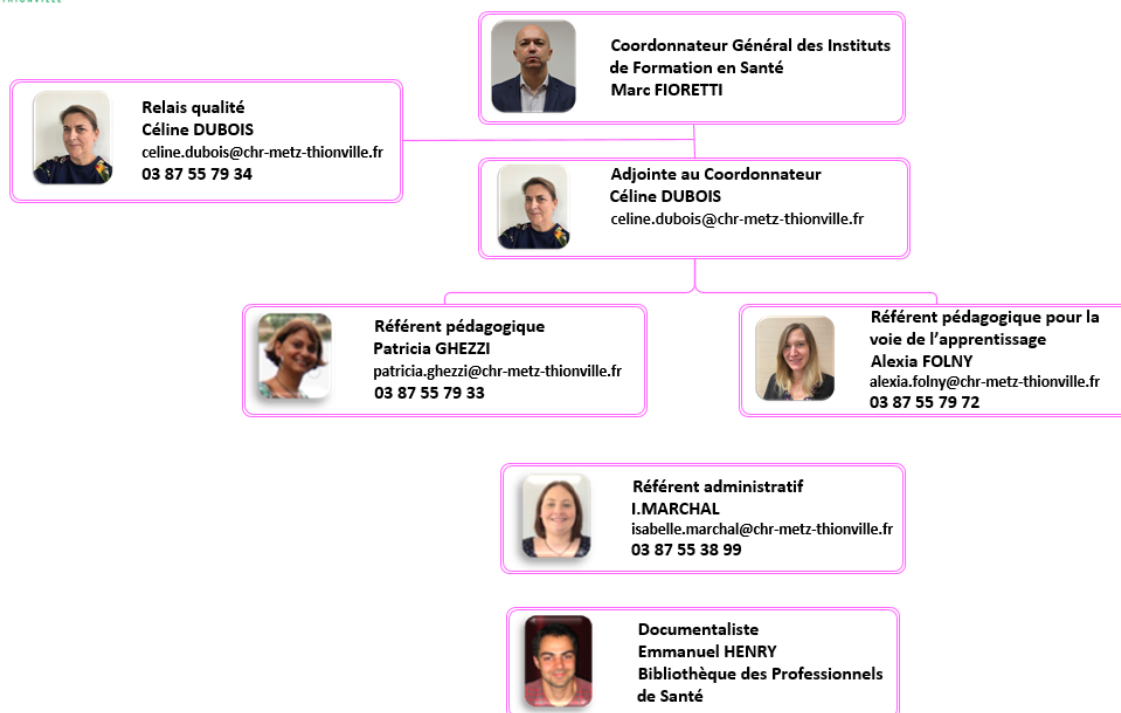 THIONVILLE
Coordonnateur Général des Instituts
de Formation en Santé
Marc FIORETTI
Relais qualité
Céline DUBOIS
celine.dubois@chr-metz-thionville.fr
03 87 55 79 34
Adjointe au Coordonnateur
Céline DUBOIS
celine.dubois@chr-metz-thionville.fr
Référent pédagogique
Patricia GHEZZI
patricia.ghezzi@chr-metz-thionville.fr
03 87 55 79 33
Référent pédagogique pour la
voie de l’apprentissage
Alexia FOLNY
alexia.folny@chr-metz-thionville.fr
03 87 55 79 72
Référent administratif
I.MARCHAL
isabelle.marchal@chr-metz-thionville.fr
03 87 55 38 99
Documentaliste
Emmanuel HENRY
Bibliothèque des Professionnels
de Santé